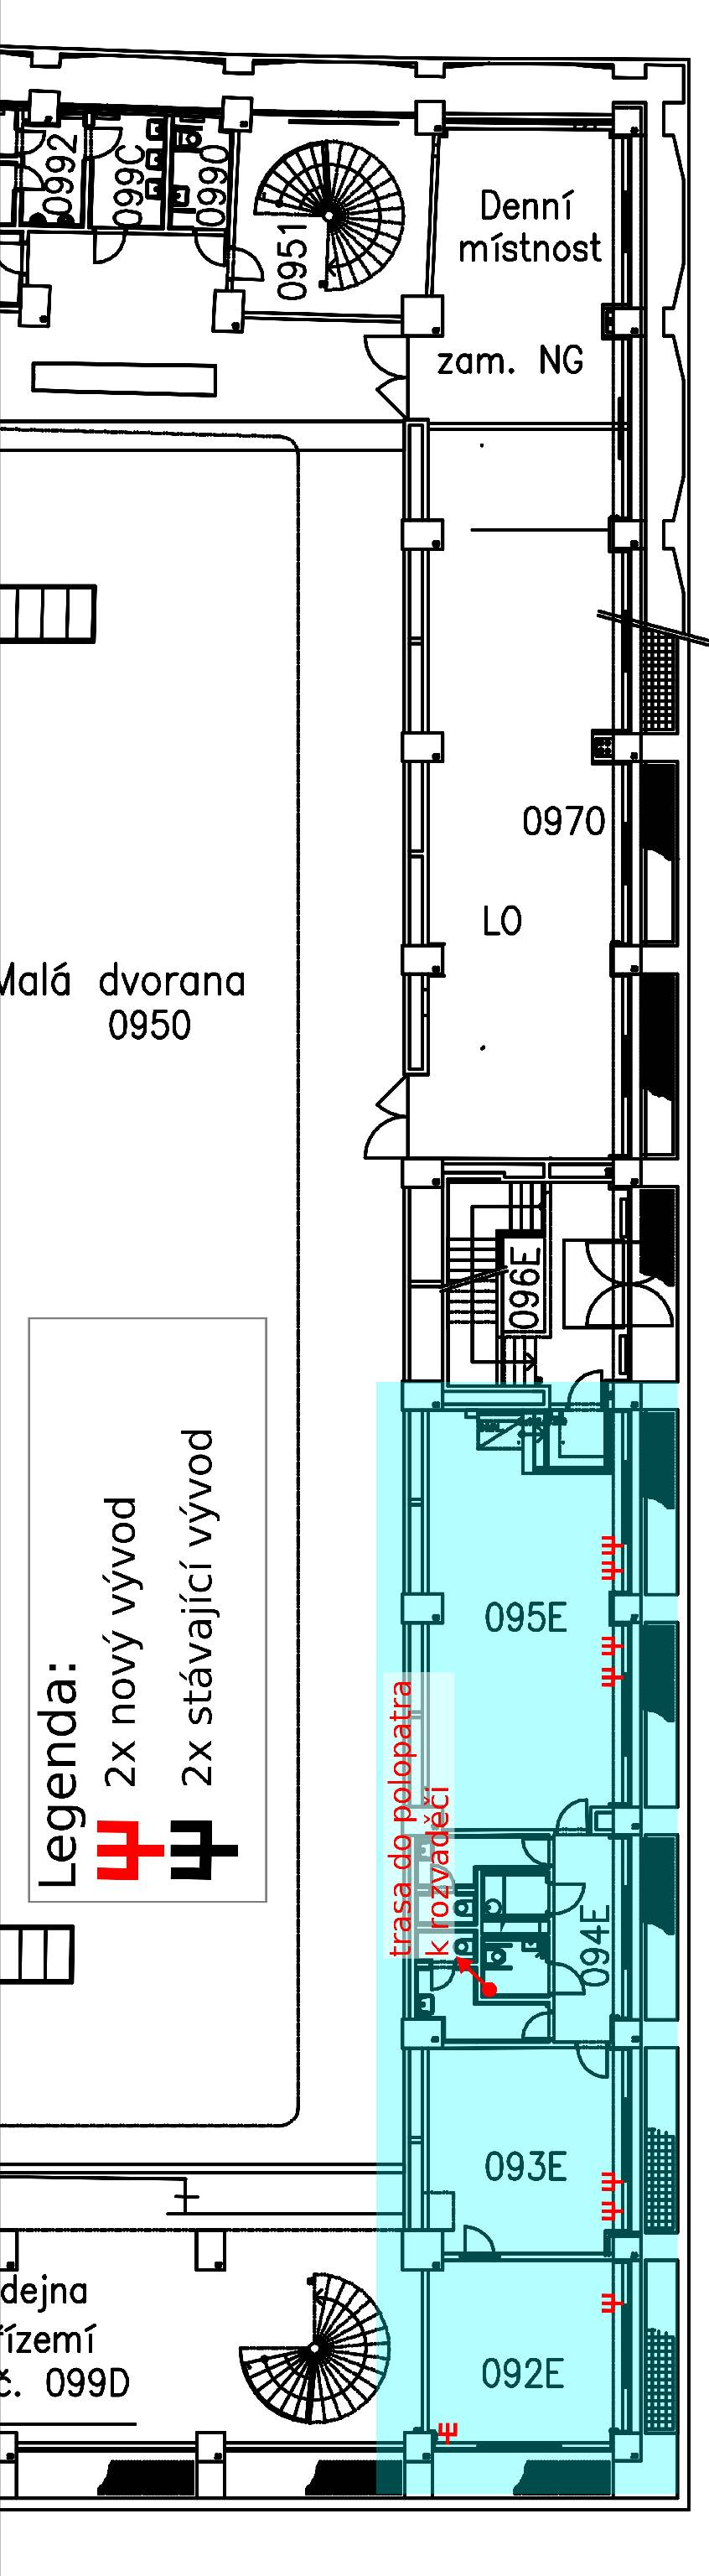 0992
099C
0990
0951
Denní
místnost
zam. NG
0970
LO
Malá dvorana
0950
096E
Legenda:
2x nový vývod
2x stávající vývod
095E
trasa do polopatra
k rozvaděči
094E
093E
dejna
řízemí
č. 099D
092E